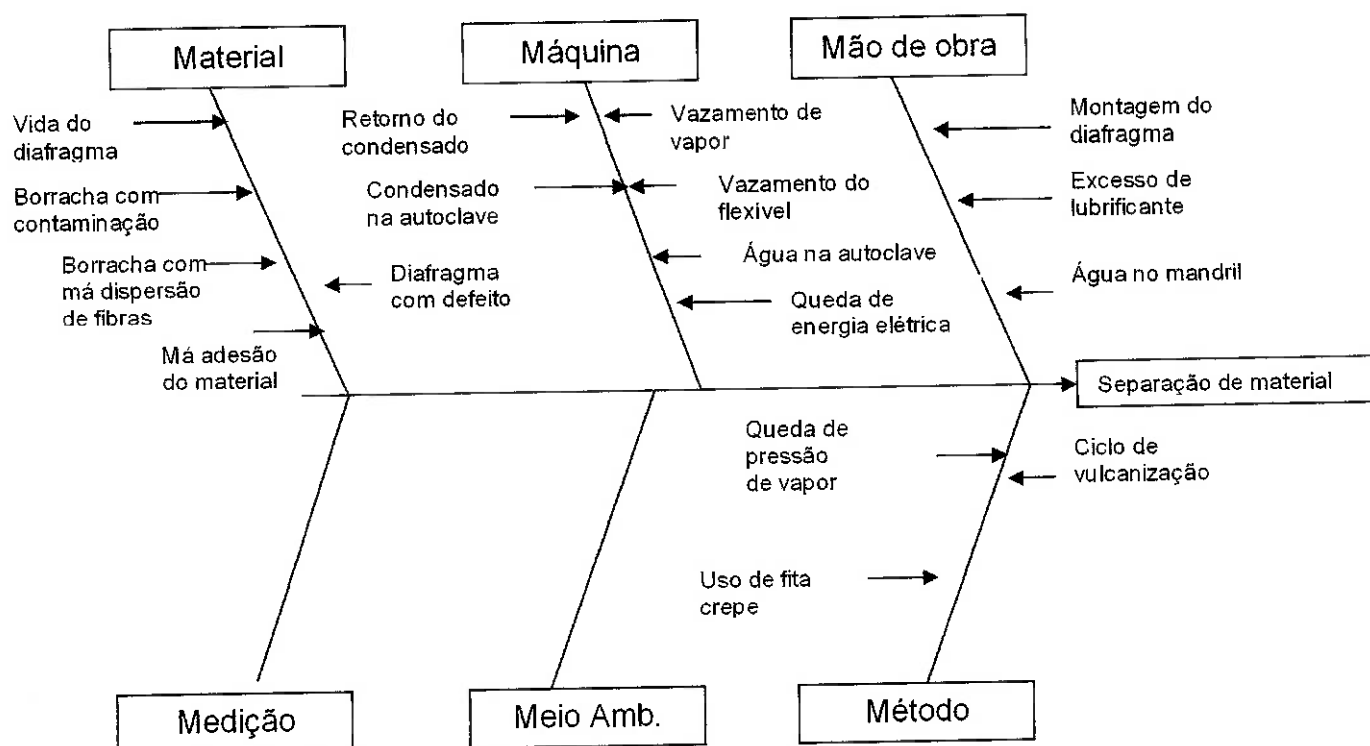 Material
Máquina
Mão de obra
Vida do
diafragma
Borracha com
contaminação
Borracha com
má dispersão
de fibras
Má adesão
do material
Diafragma
com defeito
Retorno do
condensado
Condensado
na autoclave
Vazamento de
vapor
Vazamento do
flexivel
Água na autoclave
Queda de
energia elétrica
Montagem do
diafragma
Excesso de
lubrificante
Água no mandril
Separação de material
Queda de
pressão
de vapor
Ciclo de
vulcanização
Uso de fita
crepe
Medição
Meio Amb.
Método